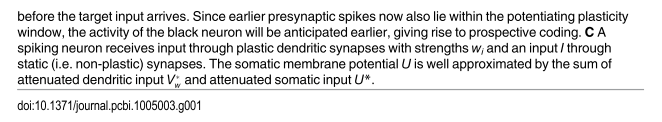 before the target input arrives. Since earlier presynaptic spikes now also lie within the potentiating plasticity
window, the activity of the black neuron will be anticipated earlier, giving rise to prospective coding. C A
spiking neuron receives input through plastic dendritic synapses with strengths wi and an input I through
static (i.e. non-plastic) synapses. The somatic membrane potential U is well approximated by the sum of
attenuated dendritic input V*w and attenuated somatic input U*.
doi:10.1371/journal.pcbi.1005003.g001